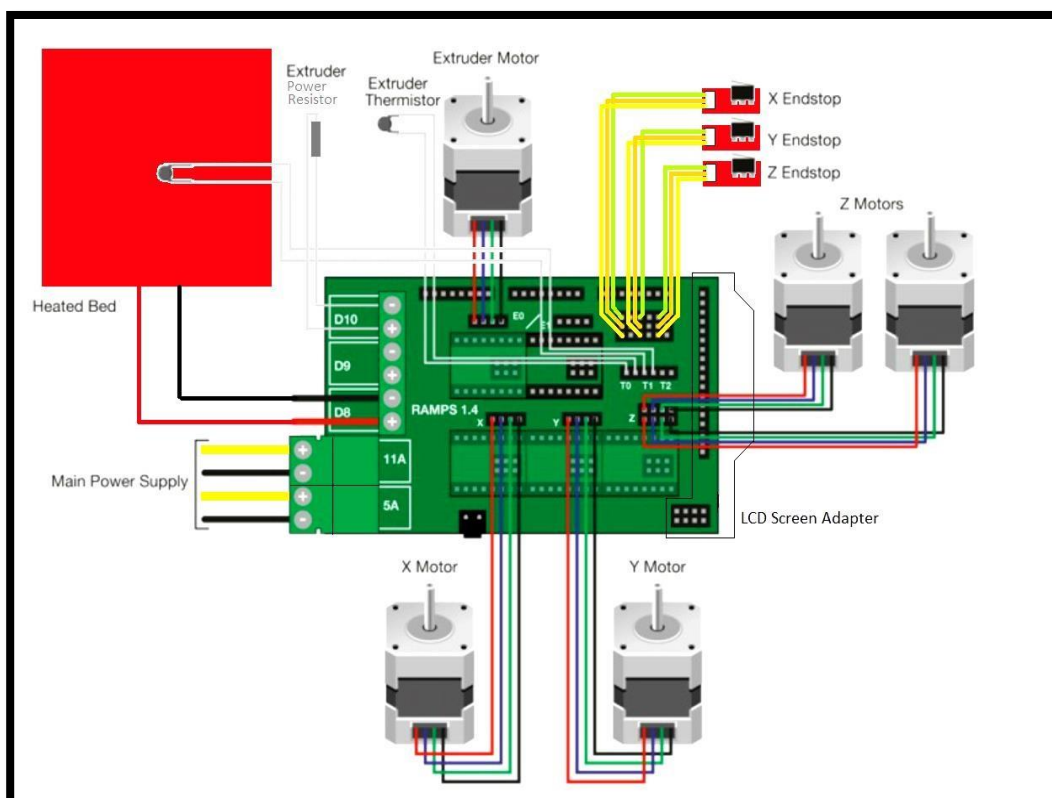 Extruder Motor
Extruder
Power
Resistor
Extruder
Thermistor
X Endstop
Y Endstop
Z Endstop
Z Motors
Heated Bed
D10
E0
E1
D9
T0 T1 T2
D8
RAMPS 1.4
X
Y
Z
11A
Main Power Supply
5A
LCD Screen Adapter
X Motor
Y Motor